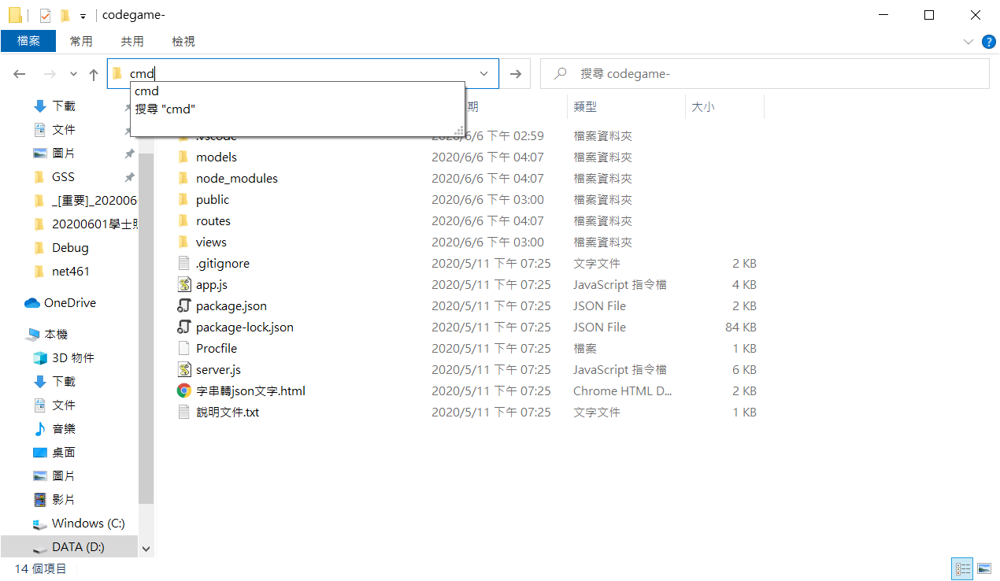 codegame-
檔案 常用 共用 檢視
cmd
搜尋 codegame-
cmd
搜尋 "cmd"
期 類型 大小
下載
文件
圖片
GSS
_[重要]_202006
20200601學士
Debug
net461
OneDrive
本機
3D 物件
下載
文件
音樂
桌面
圖片
影片
Windows (C:)
DATA (D:)
.vscode 2020/6/6 下午 02:59 檔案資料夾
models 2020/6/6 下午 04:07 檔案資料夾
node_modules 2020/6/6 下午 04:07 檔案資料夾
public 2020/6/6 下午 03:00 檔案資料夾
routes 2020/6/6 下午 04:07 檔案資料夾
views 2020/6/6 下午 03:00 檔案資料夾
.gitignore 2020/5/11 下午 07:25 文字文件 2 KB
app.js 2020/5/11 下午 07:25 JavaScript 指令檔 4 KB
package.json 2020/5/11 下午 07:25 JSON File 2 KB
package-lock.json 2020/5/11 下午 07:25 JSON File 84 KB
Procfile 2020/5/11 下午 07:25 檔案 1 KB
server.js 2020/5/11 下午 07:25 JavaScript 指令檔 6 KB
字串轉json文字.html 2020/5/11 下午 07:25 Chrome HTML D... 2 KB
說明文件.txt 2020/5/11 下午 07:25 文字文件 1 KB
14 個項目